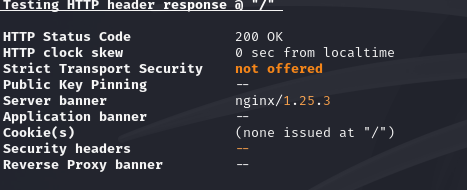 Testing HTTP header response @ "/"
HTTP Status Code 200 OK
HTTP clock skew 0 sec from localtime
Strict Transport Security not offered
Public Key Pinning --
Server banner nginx/1.25.3
Application banner --
Cookie(s) (none issued at "/")
Security headers --
Reverse Proxy banner --